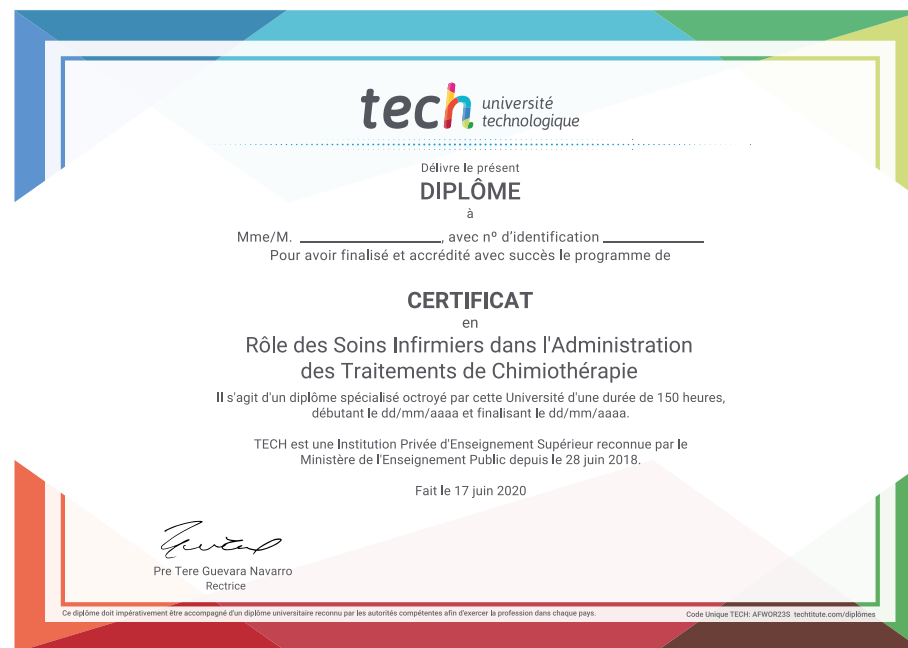 tech université
technologique
Délivre le présent
DIPLÔME
à
Mme/M. ____________________, avec nº d'identification ______________
Pour avoir finalisé et accrédité avec succès le programme de
CERTIFICAT
en
Rôle des Soins Infirmiers dans l'Administration
des Traitements de Chimiothérapie
Il s'agit d'un diplôme spécialisé octroyé par cette Université d'une durée de 150 heures,
débutant le dd/mm/aaaa et finalisant le dd/mm/aaaa.
TECH est une Institution Privée d'Enseignement Supérieur reconnue par le
Ministère de l'Enseignement Public depuis le 28 juin 2018.
Fait le 17 juin 2020
Pre Tere Guevara Navarro
Rectrice
Ce diplôme doit impérativement être accompagné d'un diplôme universitaire reconnu par les autorités compétentes afin d'exercer la profession dans chaque pays.
Code Unique TECH: AFWOR23S techtitute.com/diplômes